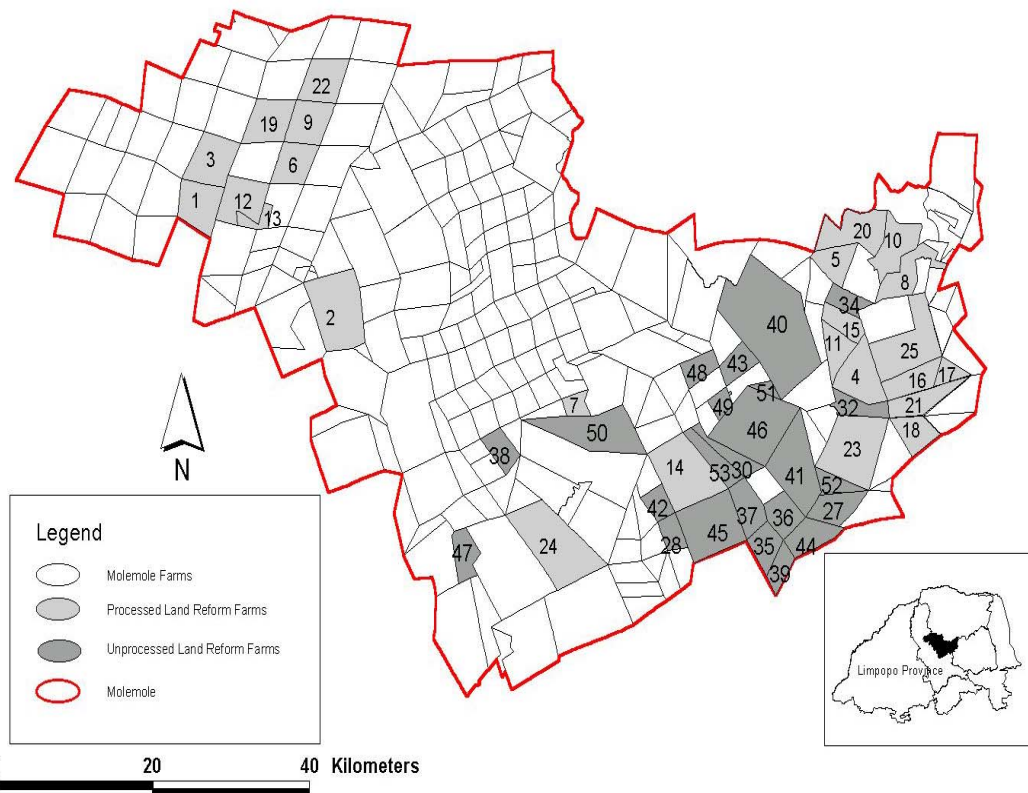 22
19 9
3 6
1 12 13
20
10
5 8
2 34
40 15
11 25
43 4
48 16 17
51
7 49 32 21
50 46 18
38 23
14 53 30 41
52
42 37 36 27
47 24 28 45 35 44
39
N
Legend
Molemole Farms
Processed Land Reform Farms
Unprocessed Land Reform Farms
Molemole
Limpopo Province
20 40 Kilometers